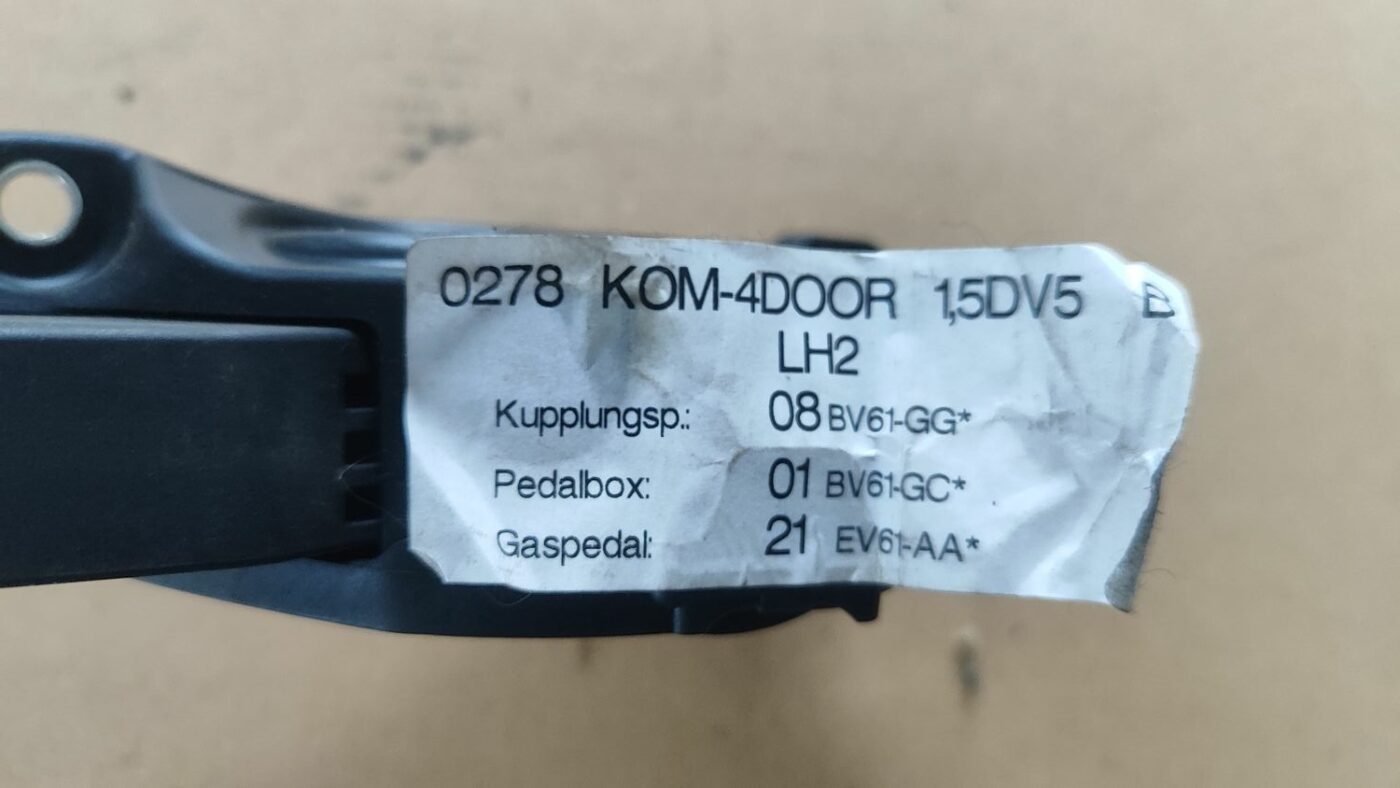 0278 KOM-4DOOR 1,5DV5 B
LH2
Kupplungsp.: 08 BV61-GG*
Pedalbox: 01 BV61-GC*
Gaspedal: 21 EV61-AA*